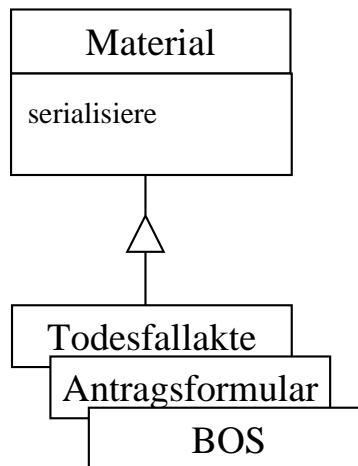 Material
serialisiere
Todesfallakte
Antragsformular
BOS